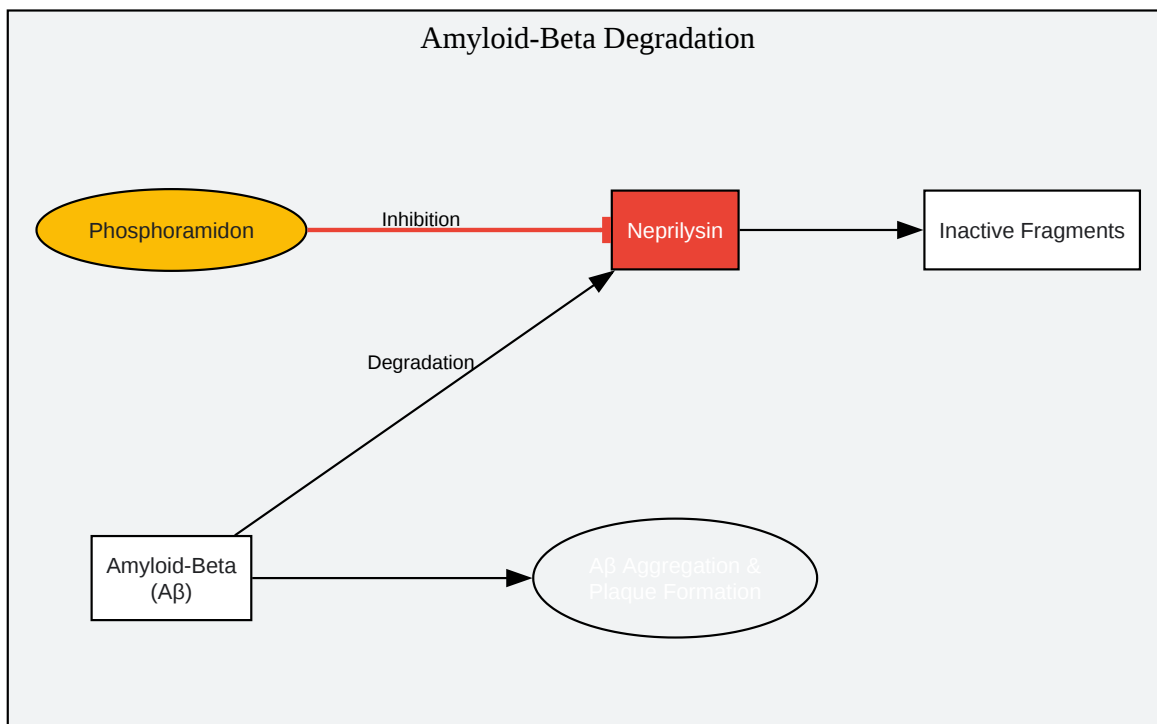 Amyloid-Beta Degradation
Phosphoramidon
Inhibition
Neprilysin
Inactive Fragments
Degradation
Amyloid-Beta
(Aβ)
Aβ Aggregation &
Plaque Formation